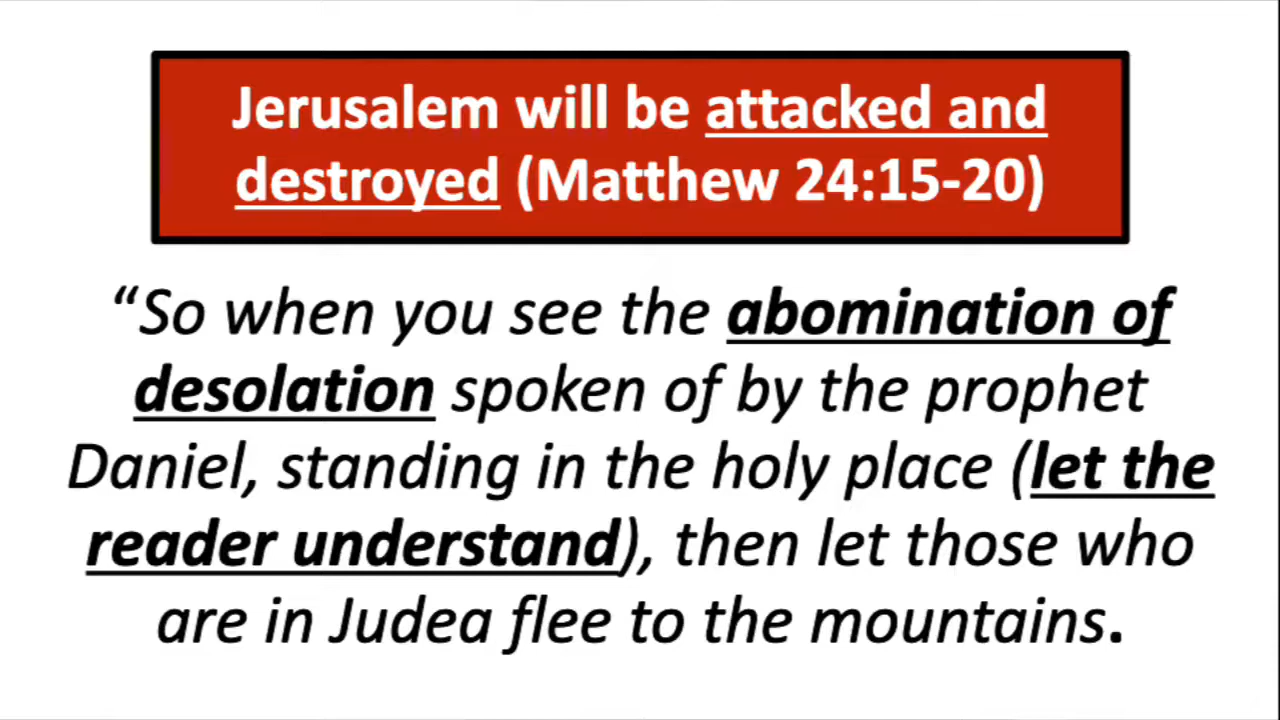 Jerusalem will be attacked and
destroyed (Matthew 24:15-20)
“So when you see the abomination of
desolation spoken of by the prophet
Daniel, standing in the holy place (let the
reader understand), then let those who
are in Judea flee to the mountains.